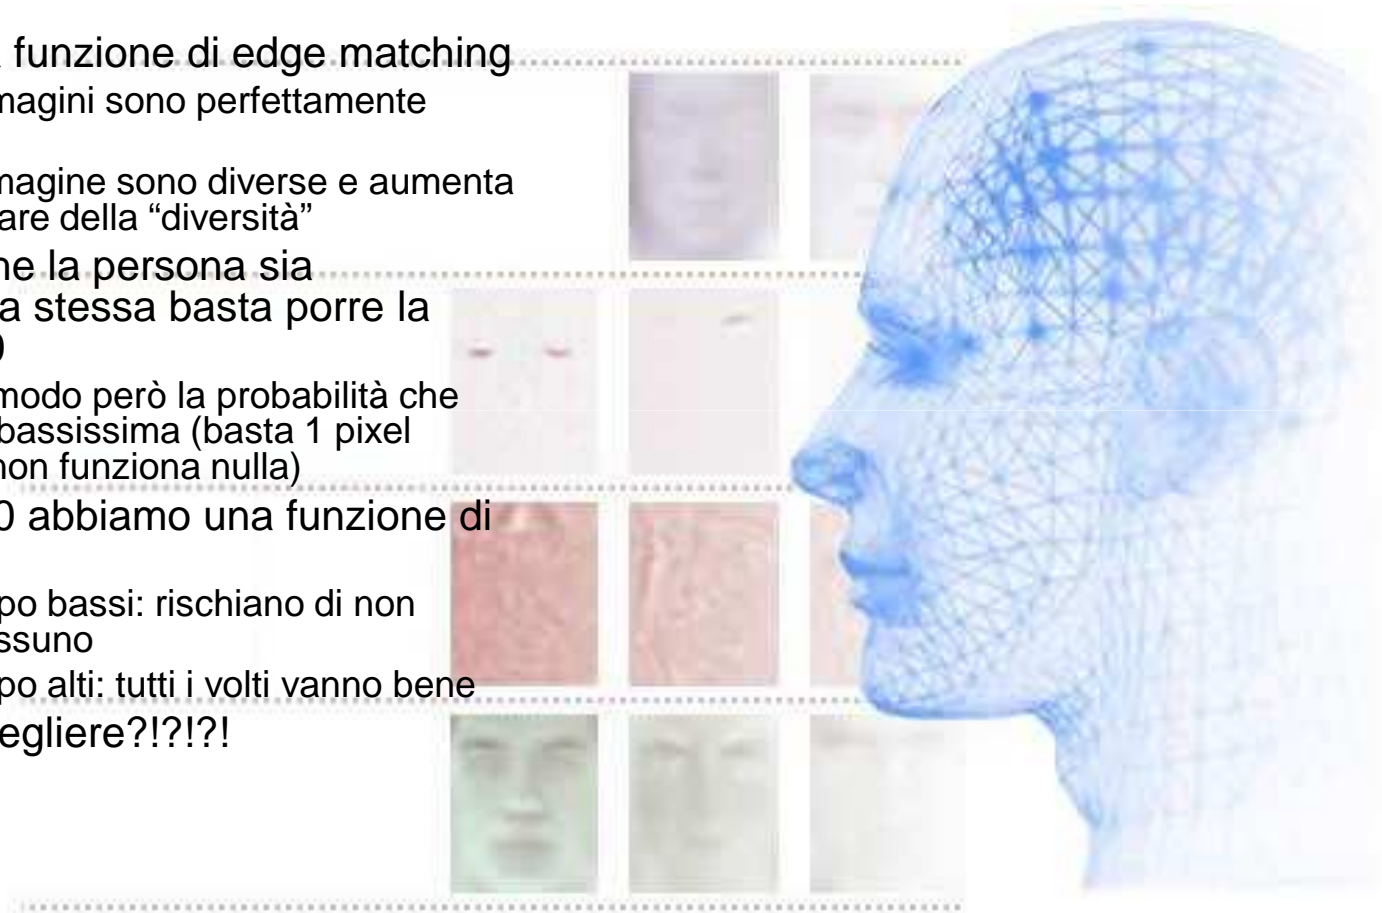 funzione di edge matching
magini sono perfettamente
magine sono diverse e aumenta
are della “diversità”
ne la persona sia
a stessa basta porre la
0
modo però la probabilità che
bassissima (basta 1 pixel
non funziona nulla)
0 abbiamo una funzione di
po bassi: rischiano di non
ssuno
po alti: tutti i volti vanno bene
egliere?!?!?!